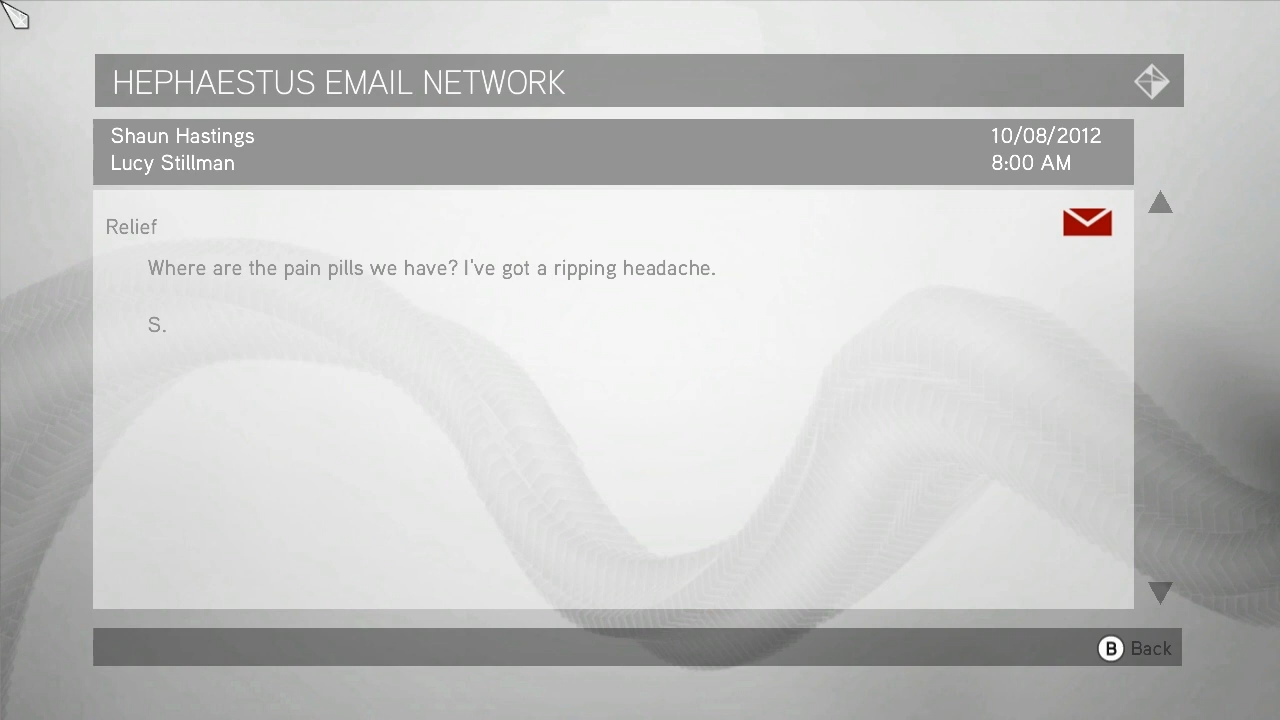 HEPHAESTUS EMAIL NETWORK
Shaun Hastings
10/08/2012
Lucy Stillman
8:00 AM
Relief
Where are the pain pills we have? I've got a ripping headache.
S.
B Back